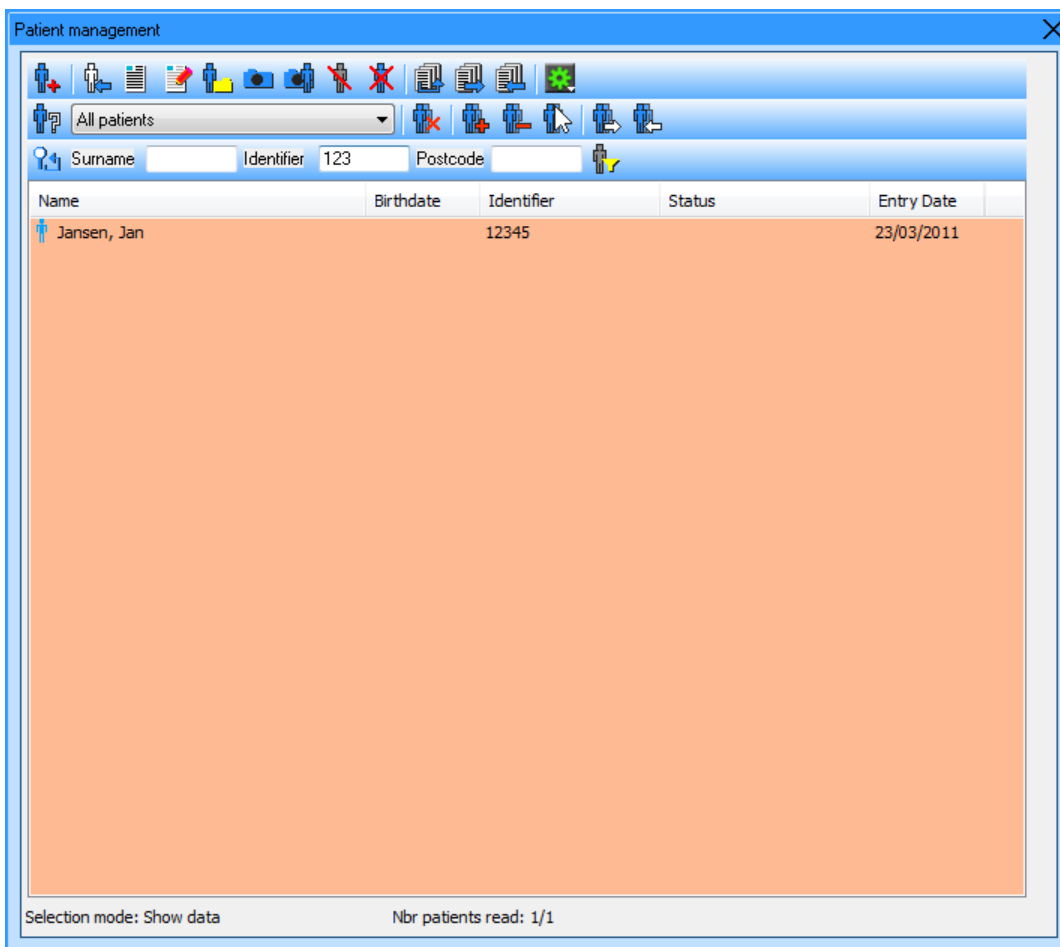 Patient management
All patients
Surname Identifier 123 Postcode
Name Birthdate Identifier Status Entry Date
Jansen, Jan 12345 23/03/2011
Selection mode: Show data Nbr patients read: 1/1